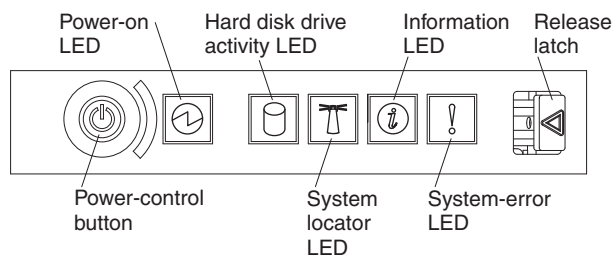 Power-on
LED
Hard disk drive
activity LED
Information
LED
Release
latch
i
!
Power-control
button
System
locator
LED
System-error
LED